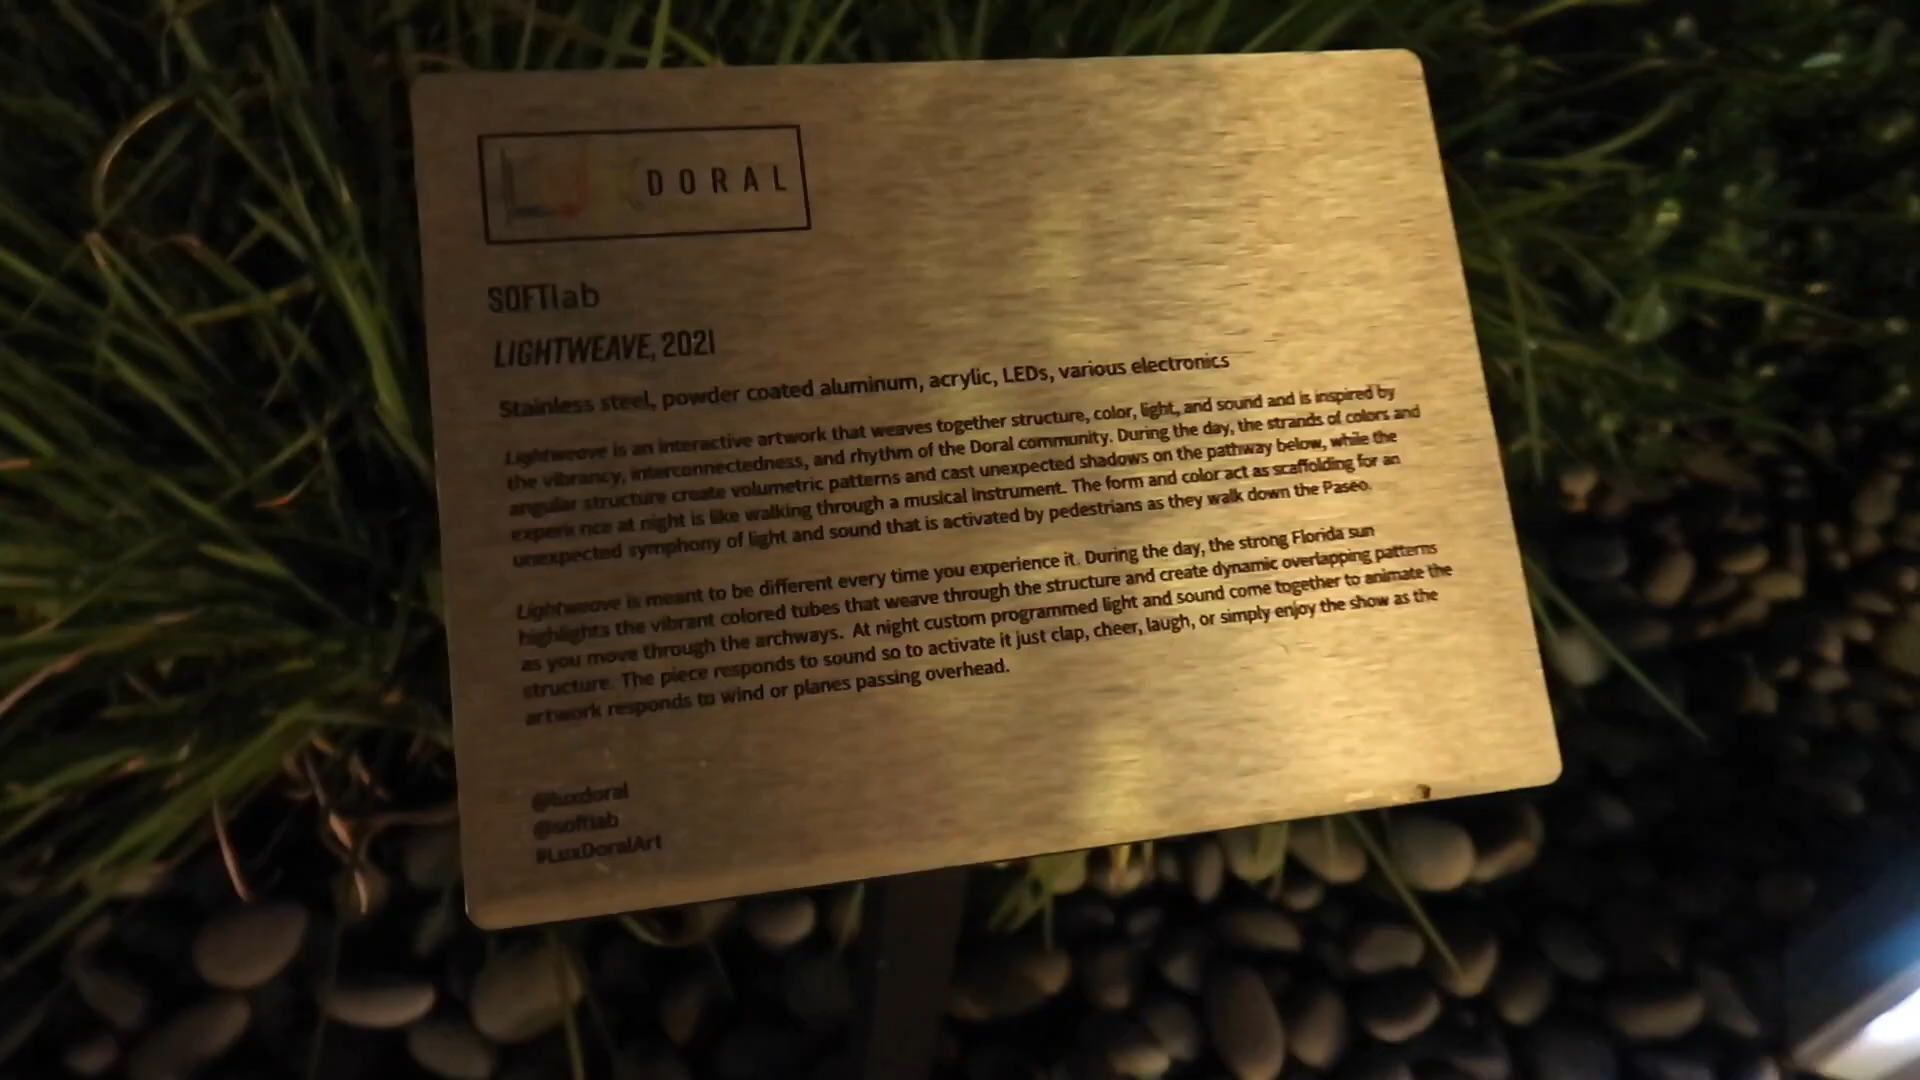 LUX DORAL
SOFTlab
LIGHTWEAVE, 2021
Stainless steel, powder coated aluminum, acrylic, LEDs, various electronics
Lightweave is an interactive artwork that weaves together structure, color, light, and sound and is inspired by
the vibrancy, interconnectedness, and rhythm of the Doral community. During the day, the strands of colors and
angular structure create volumetric patterns and cast unexpected shadows on the pathway below, while the
experience at night is like walking through a musical instrument. The form and color act as scaffolding for an
unexpected symphony of light and sound that is activated by pedestrians as they walk down the Paseo.
Lightweave is meant to be different every time you experience it. During the day, the strong Florida sun
highlights the vibrant colored tubes that weave through the structure and create dynamic overlapping patterns
as you move through the archways. At night custom programmed light and sound come together to animate the
structure. The piece responds to sound so to activate it just clap, cheer, laugh, or simply enjoy the show as the
artwork responds to wind or planes passing overhead.
@luxdoral
@softlab
#LuxDoralArt